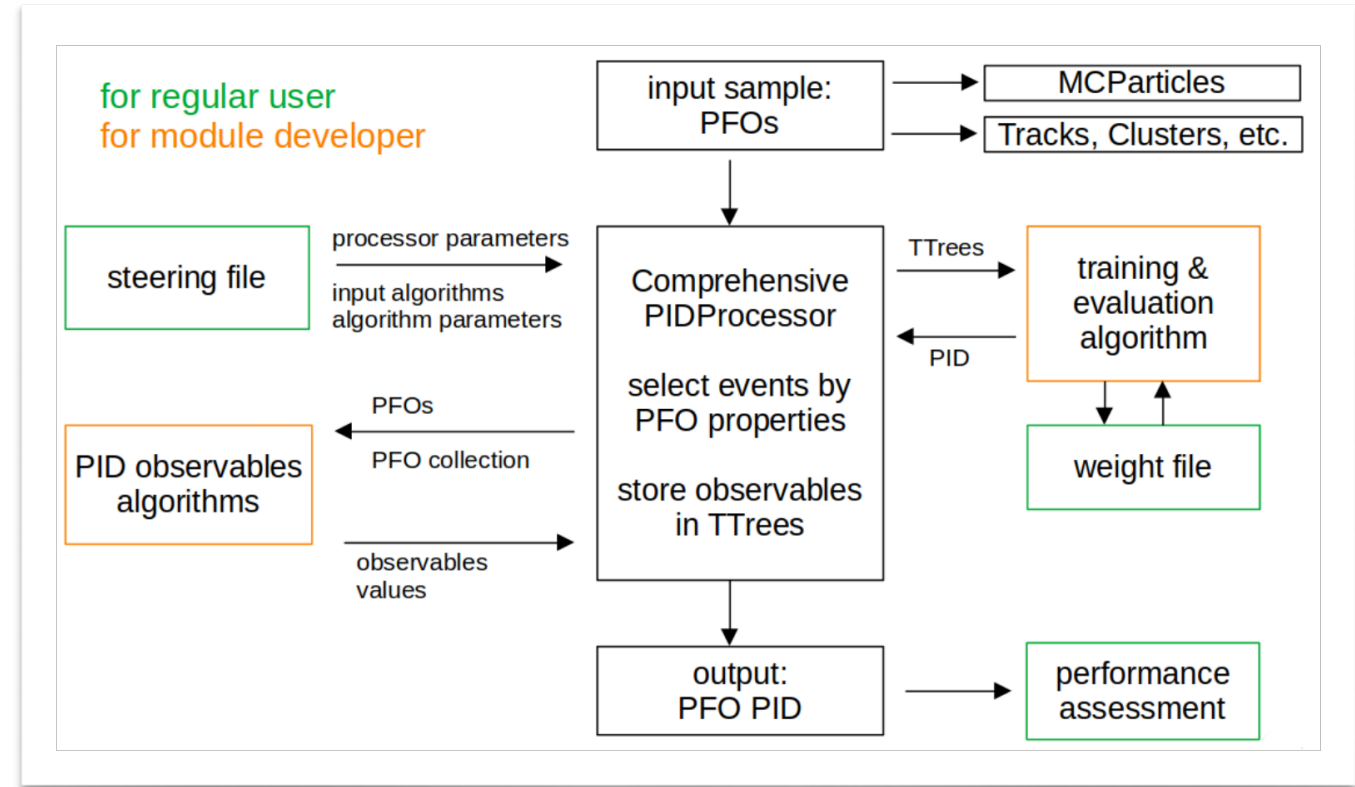 for regular user
for module developer
input sample:
PFOs
MCParticles
Tracks, Clusters, etc.
steering file
processor parameters
input algorithms
algorithm parameters
Comprehensive
PIDProcessor
select events by
PFO properties
store observables
in TTrees
TTrees
PID
training &
evaluation
algorithm
PFOs
PFO collection
PID observables
algorithms
observables
values
weight file
output:
PFO PID
performance
assessment